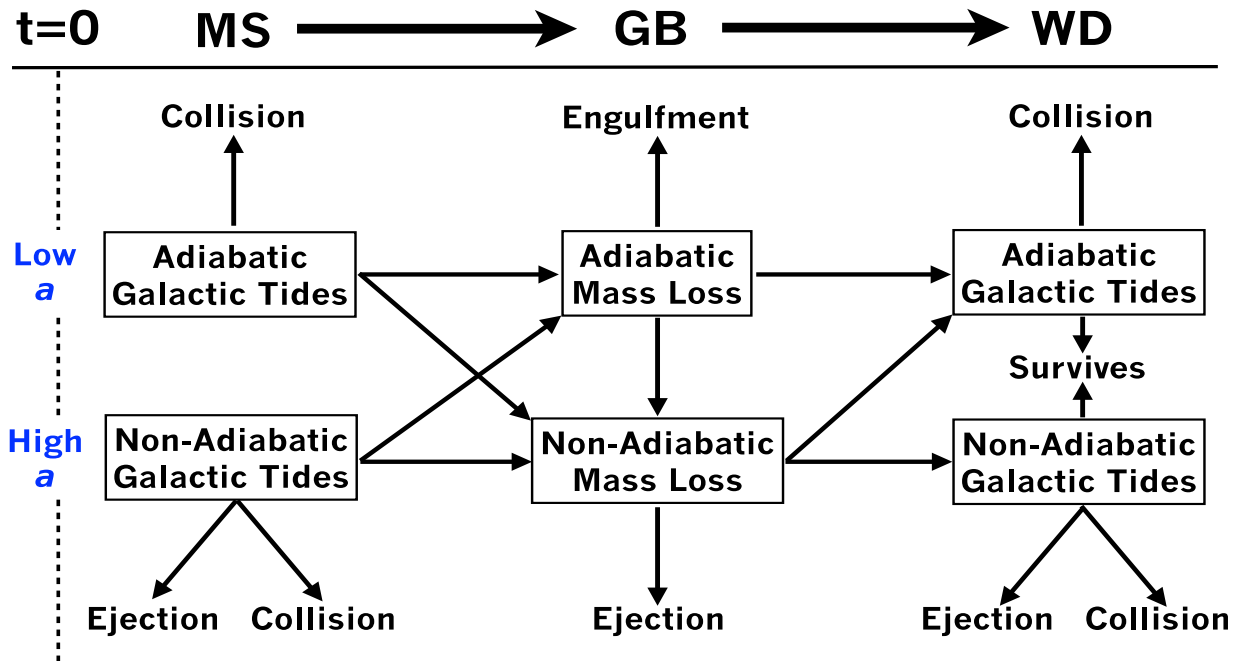 t=0 MS GB WD
Collision Engulfment Collision
Low
a
Adiabatic
Galactic Tides
Adiabatic
Mass Loss
Adiabatic
Galactic Tides
Survives
High
a
Non-Adiabatic
Galactic Tides
Non-Adiabatic
Mass Loss
Non-Adiabatic
Galactic Tides
Ejection Collision Ejection Ejection Collision